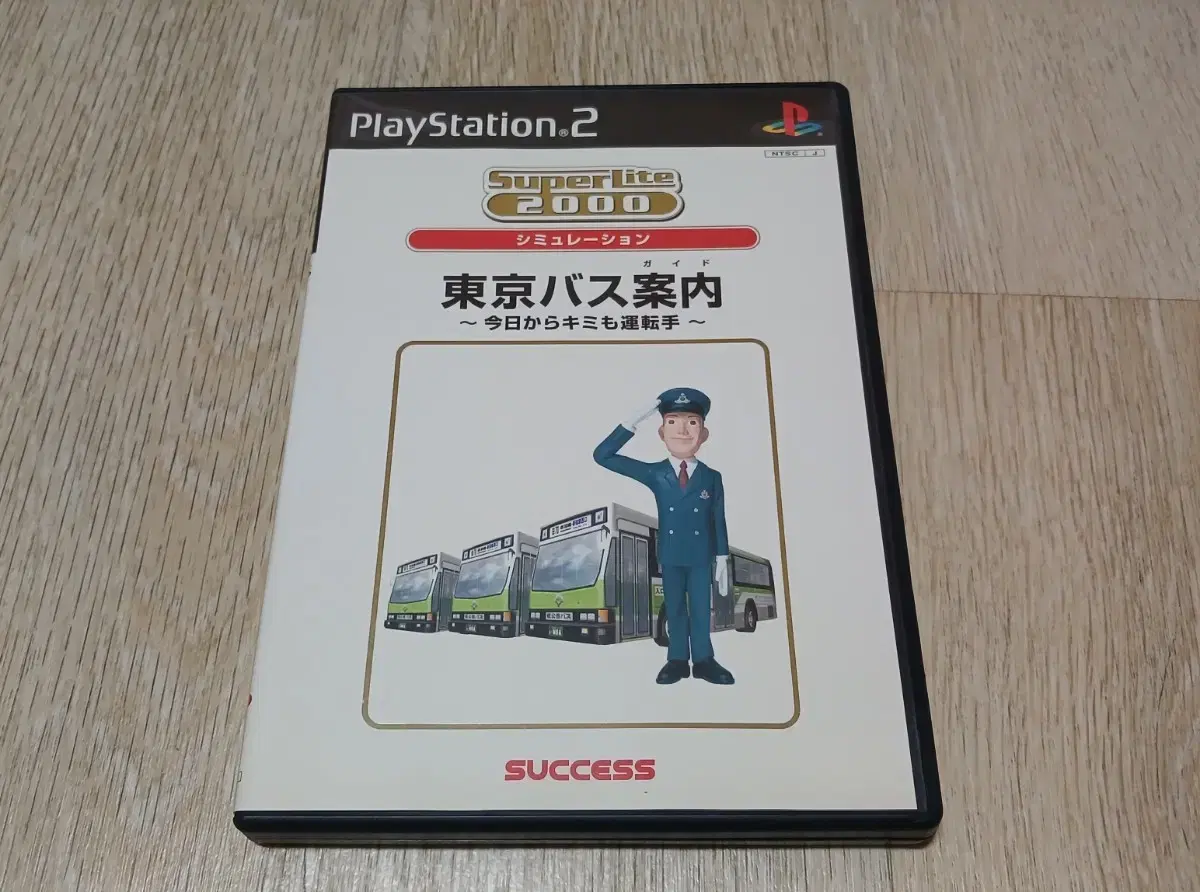 PlayStation®2
NTSC J
SuperLite
2000
シミュレーション
ガイド
東京バス案内
～ 今日からキミも運転手 ～
SUCCESS